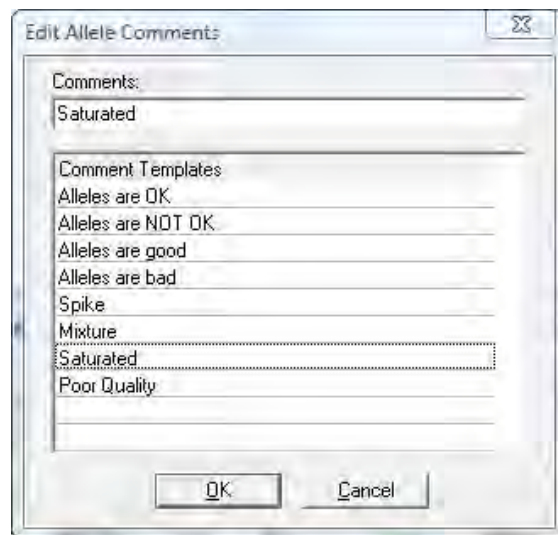 Edit Allele Comments
Comments:
Saturated
Comment Templates
Alleles are OK
Alleles are NOT OK
Alleles are good
Alleles are bad
Spike
Mixture
Saturated
Poor Quality
OK Cancel